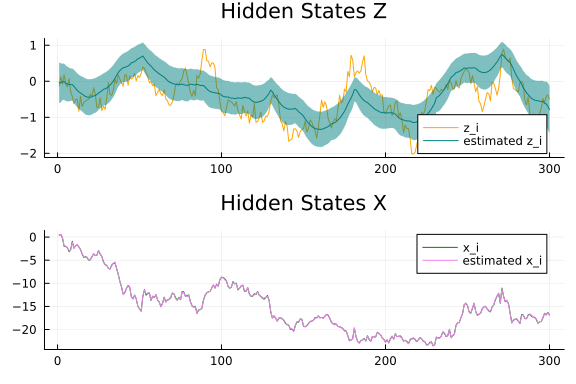 Hidden States Z
1
0
−1
−2
z_i
estimated z_i
0 100 200 300
Hidden States X
0
−5
−10
−15
−20
x_i
estimated x_i
0 100 200 300